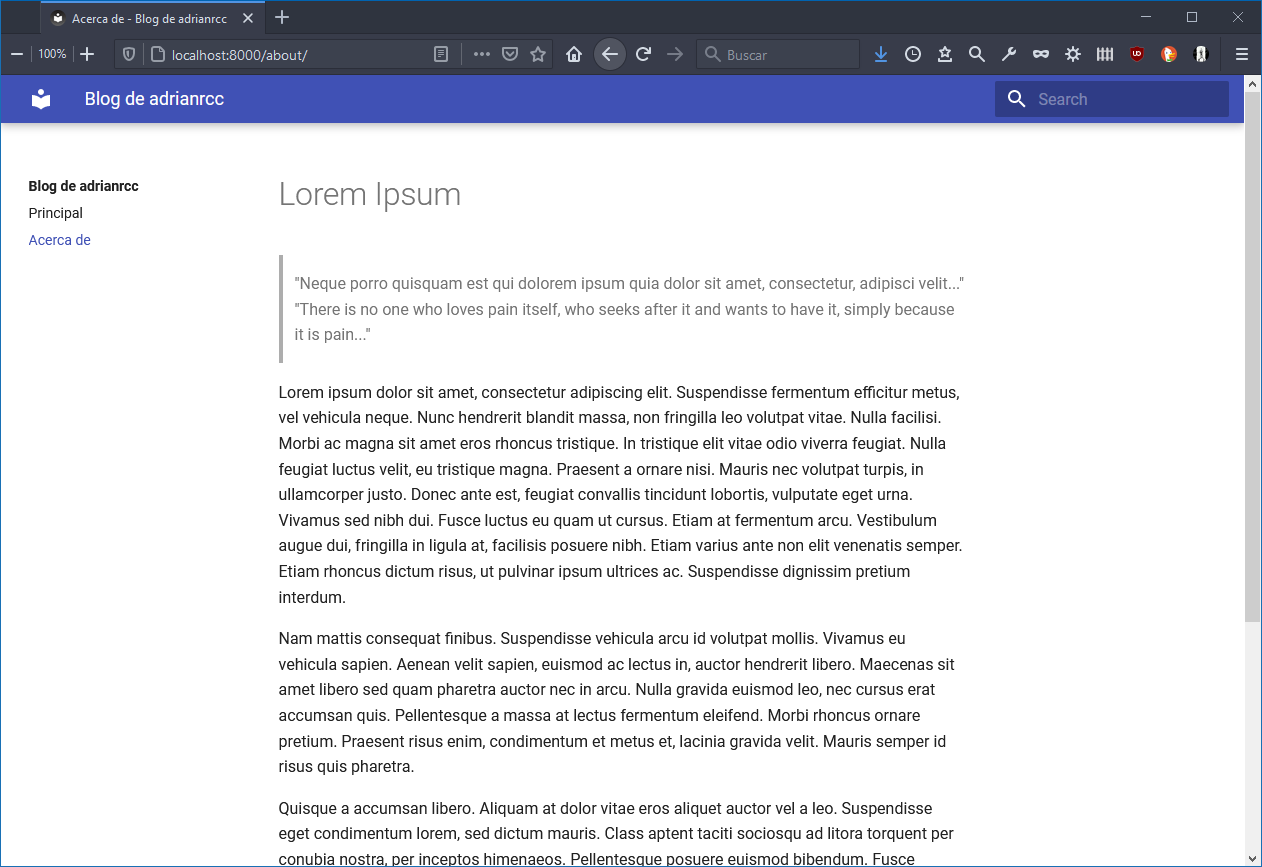 Acerca de - Blog de adrianrcc
100%
localhost:8000/about/
Buscar
Blog de adrianrcc
Search
Blog de adrianrcc
Principal
Acerca de
Lorem Ipsum
"Neque porro quisquam est qui dolorem ipsum quia dolor sit amet, consectetur, adipisci velit..."
"There is no one who loves pain itself, who seeks after it and wants to have it, simply because
it is pain..."
Lorem ipsum dolor sit amet, consectetur adipiscing elit. Suspendisse fermentum efficitur metus,
vel vehicula neque. Nunc hendrerit blandit massa, non fringilla leo volutpat vitae. Nulla facilisi.
Morbi ac magna sit amet eros rhoncus tristique. In tristique elit vitae odio viverra feugiat. Nulla
feugiat luctus velit, eu tristique magna. Praesent a ornare nisi. Mauris nec volutpat turpis, in
ullamcorper justo. Donec ante est, feugiat convallis tincidunt lobortis, vulputate eget urna.
Vivamus sed nibh dui. Fusce luctus eu quam ut cursus. Etiam at fermentum arcu. Vestibulum
augue dui, fringilla in ligula at, facilisis posuere nibh. Etiam varius ante non elit venenatis semper.
Etiam rhoncus dictum risus, ut pulvinar ipsum ultrices ac. Suspendisse dignissim pretium
interdum.
Nam mattis consequat finibus. Suspendisse vehicula arcu id volutpat mollis. Vivamus eu
vehicula sapien. Aenean velit sapien, euismod ac lectus in, auctor hendrerit libero. Maecenas sit
amet libero sed quam pharetra auctor nec in arcu. Nulla gravida euismod leo, nec cursus erat
accumsan quis. Pellentesque a massa at lectus fermentum eleifend. Morbi rhoncus ornare
pretium. Praesent risus enim, condimentum et metus et, lacinia gravida velit. Mauris semper id
risus quis pharetra.
Quisque a accumsan libero. Aliquam at dolor vitae eros aliquet auctor vel a leo. Suspendisse
eget condimentum lorem, sed dictum mauris. Class aptent taciti sociosqu ad litora torquent per
conubia nostra, per inceptos himenaeos. Pellentesque posuere euismod bibendum. Fusce